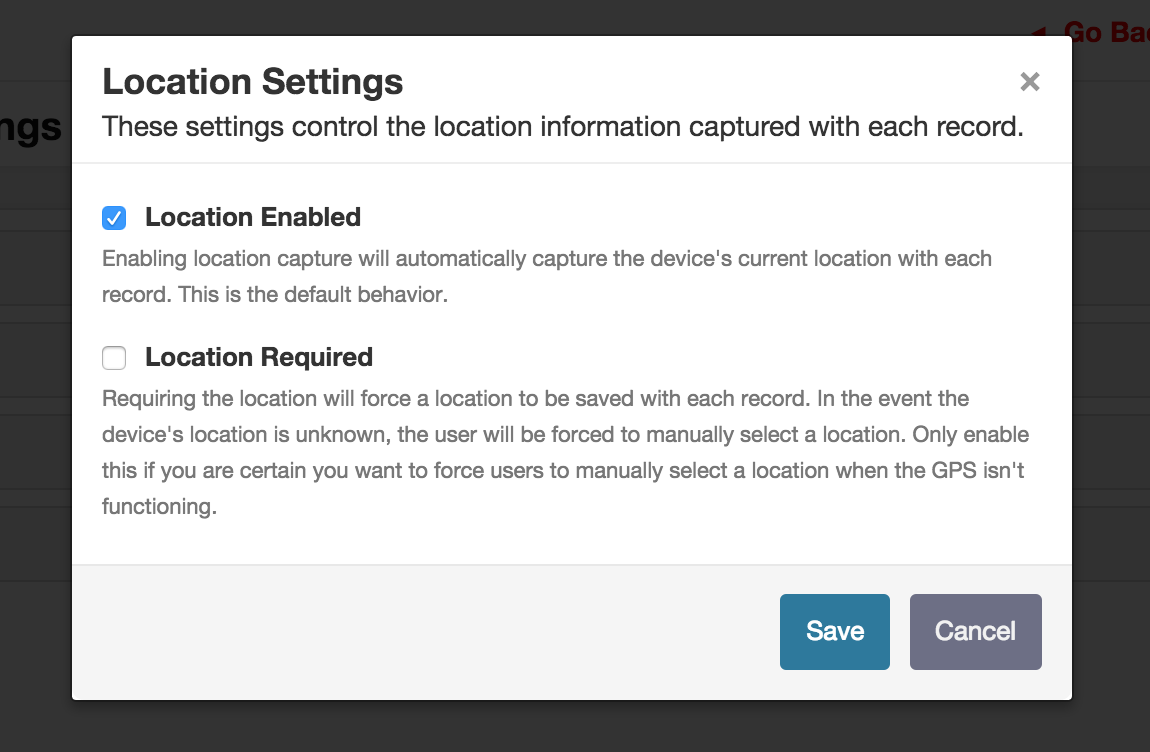 Go Bac
Location Settings
×
ngs
These settings control the location information captured with each record.
Location Enabled
Enabling location capture will automatically capture the device's current location with each
record. This is the default behavior.
Location Required
Requiring the location will force a location to be saved with each record. In the event the
device's location is unknown, the user will be forced to manually select a location. Only enable
this if you are certain you want to force users to manually select a location when the GPS isn't
functioning.
Save
Cancel